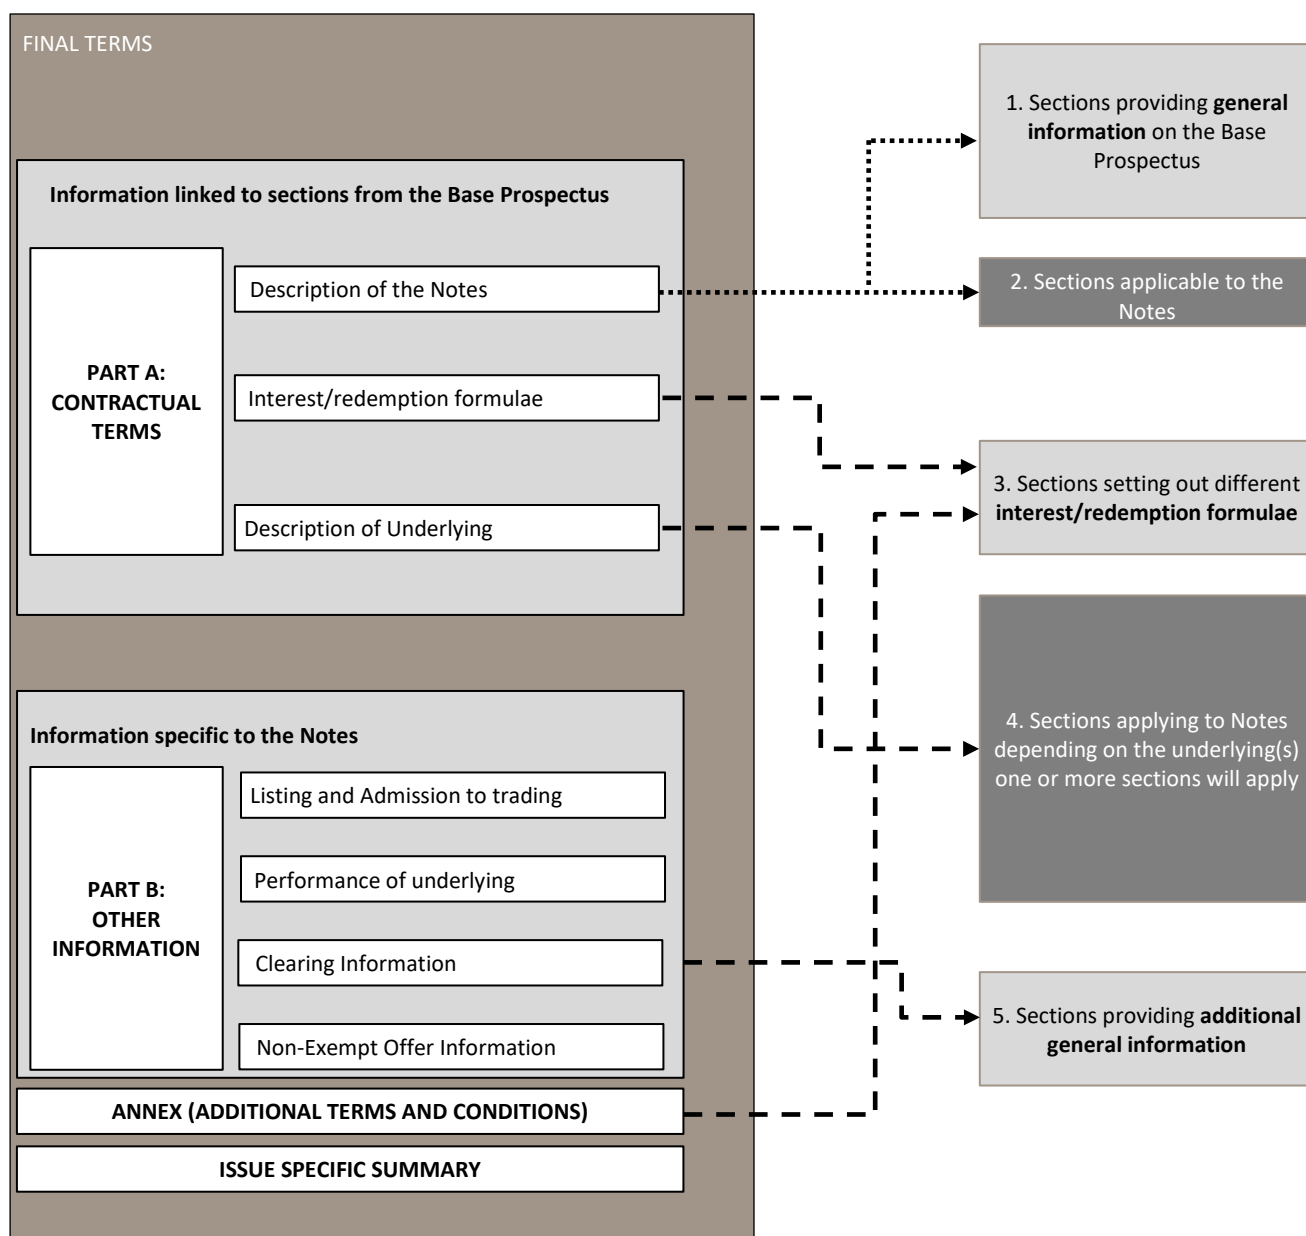 FINAL TERMS
Information linked to sections from the Base Prospectus
PART A:
CONTRACTUAL
TERMS
Description of the Notes
Interest/redemption formulae
Description of Underlying
Information specific to the Notes
PART B:
OTHER
INFORMATION
Listing and Admission to trading
Performance of underlying
Clearing Information
Non-Exempt Offer Information
ANNEX (ADDITIONAL TERMS AND CONDITIONS)
ISSUE SPECIFIC SUMMARY
1. Sections providing general
information on the Base
Prospectus
2. Sections applicable to the
Notes
3. Sections setting out different
interest/redemption formulae
4. Sections applying to Notes
depending on the underlying(s)
one or more sections will apply
5. Sections providing additional
general information